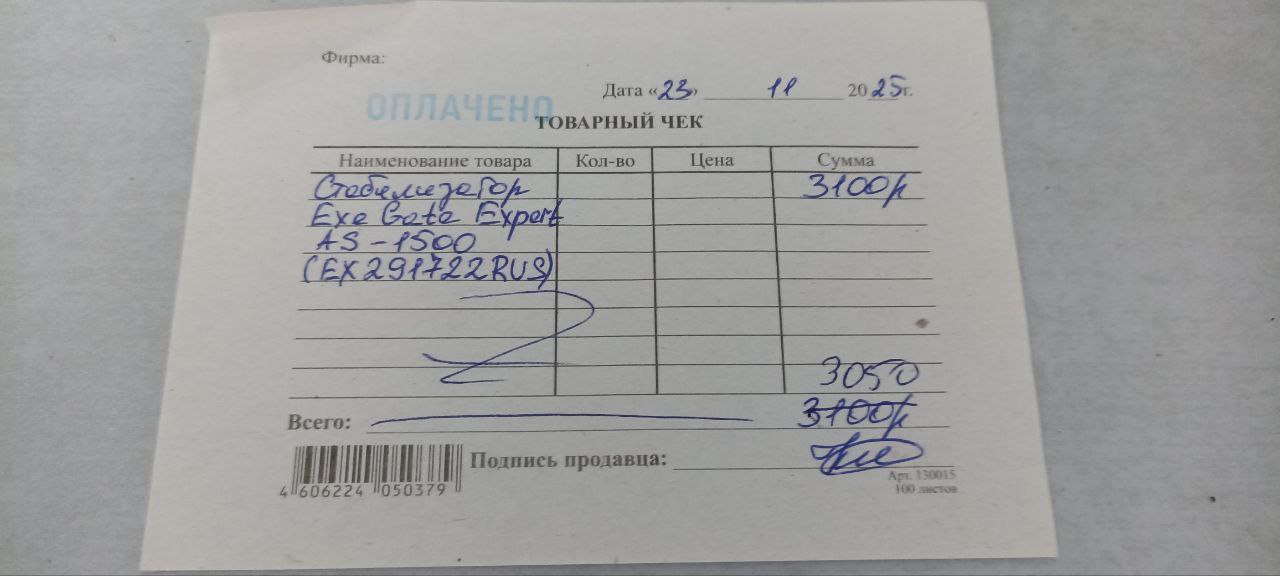 Фирма:
Дата «23» 11 2025г.
ОПЛАЧЕНО
ТОВАРНЫЙ ЧЕК
Наименование товара Кол-во Цена Сумма
Стабилизатор 3100р
Exe Gate Expert
AS-1500
(EX291722RUS)
3050
Всего: 3100р
Подпись продавца:
4 606224 050379
Арт. 130015
100 листов